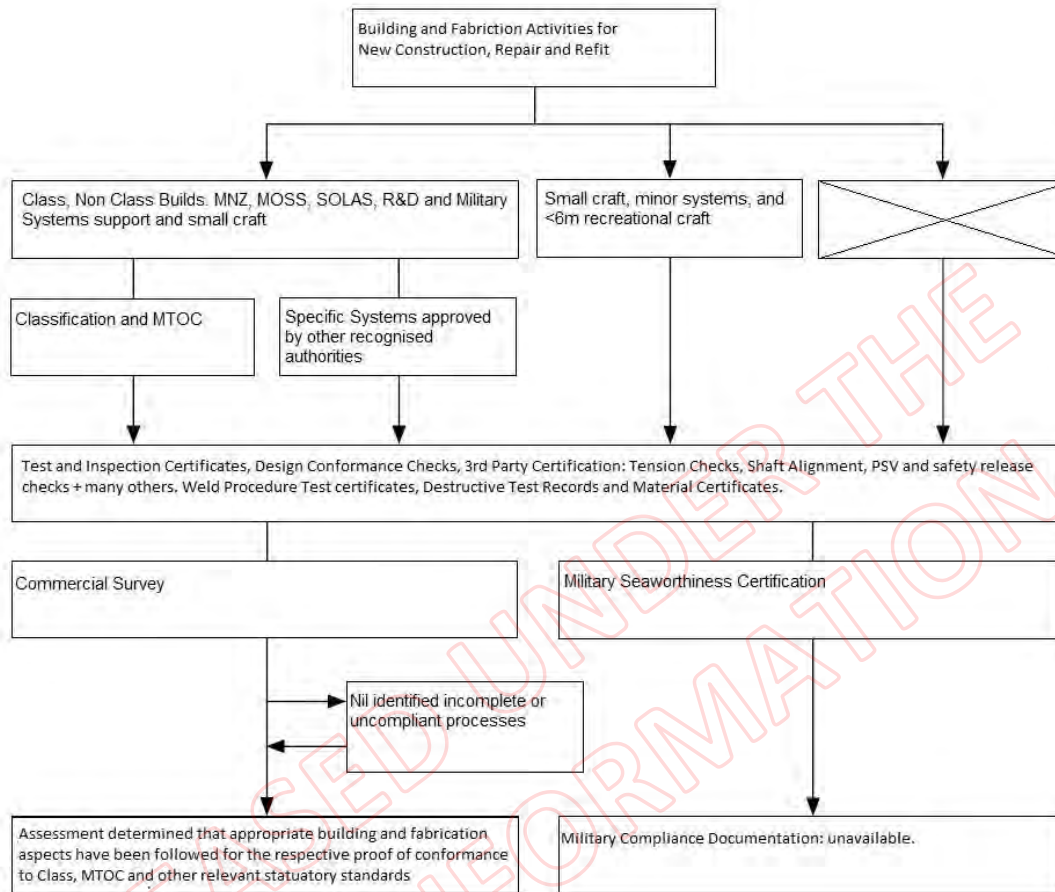 Building and Fabriction Activities for
New Construction, Repair and Refit
Class, Non Class Builds. MNZ, MOSS, SOLAS, R&D and Military
Systems support and small craft
Small craft, minor systems, and
<6m recreational craft
Classification and MTOC
Specific Systems approved
by other recognised
authorities
Test and Inspection Certificates, Design Conformance Checks, 3rd Party Certification: Tension Checks, Shaft Alignment, PSV and safety release
checks + many others. Weld Procedure Test certificates, Destructive Test Records and Material Certificates.
Commercial Survey
Military Seaworthiness Certification
Nil identified incomplete or
uncompliant processes
Assessment determined that appropriate building and fabrication
aspects have been followed for the respective proof of conformance
to Class, MTOC and other relevant statuatory standards
Military Compliance Documentation: unavailable.
EASED UNDER THE
FORMATION